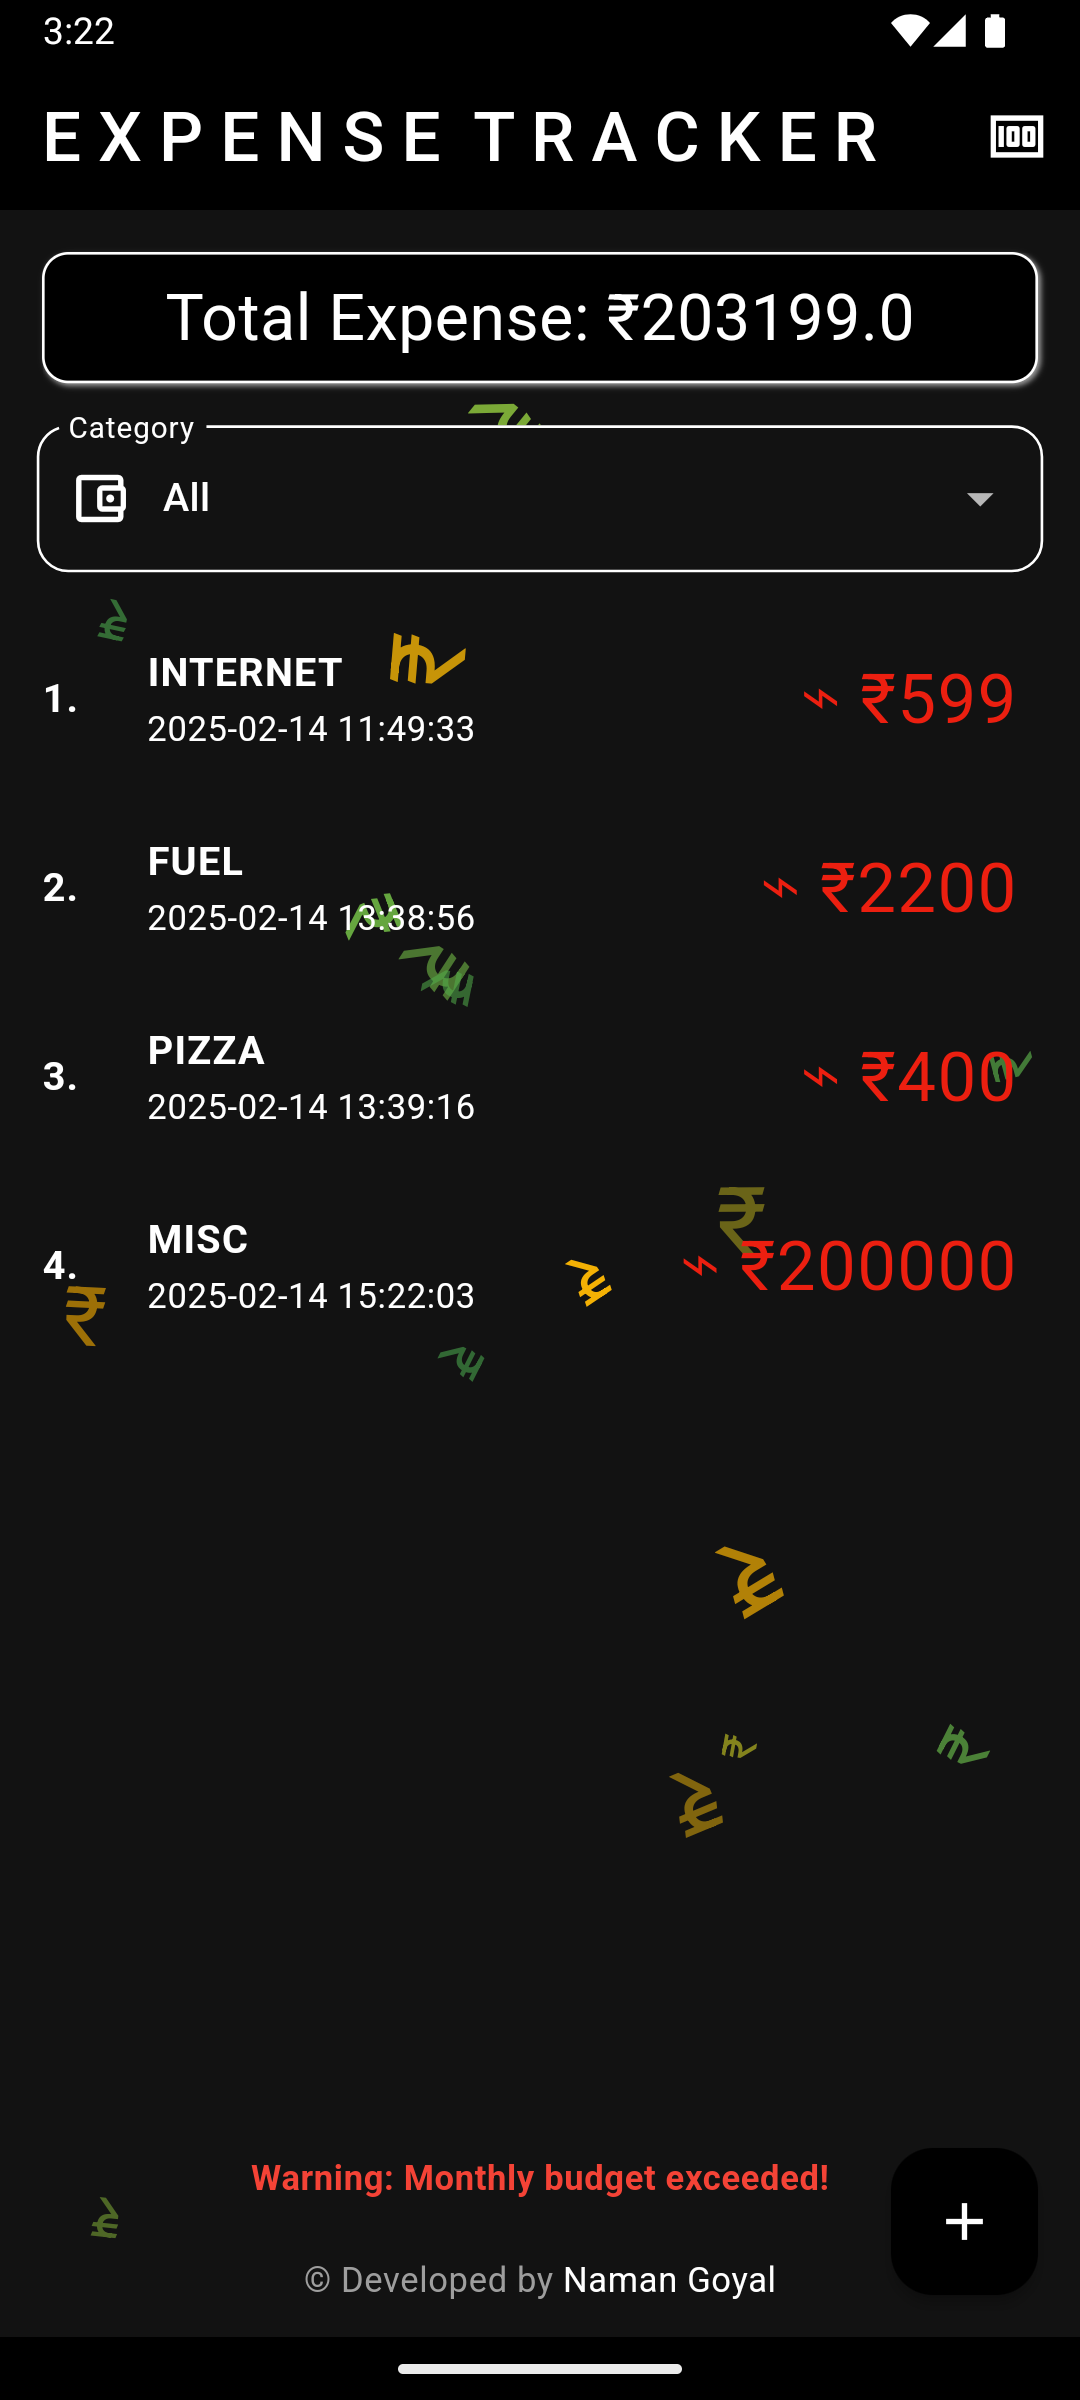 3:22
EXPENSE TRACKER
Total Expense: ₹203199.0
Category
All
1.
INTERNET
2025-02-14 11:49:33
₹599
2.
FUEL
2025-02-14 13:38:56
₹2200
3.
PIZZA
2025-02-14 13:39:16
₹400
4.
MISC
2025-02-14 15:22:03
₹200000
Warning: Monthly budget exceeded!
© Developed by Naman Goyal